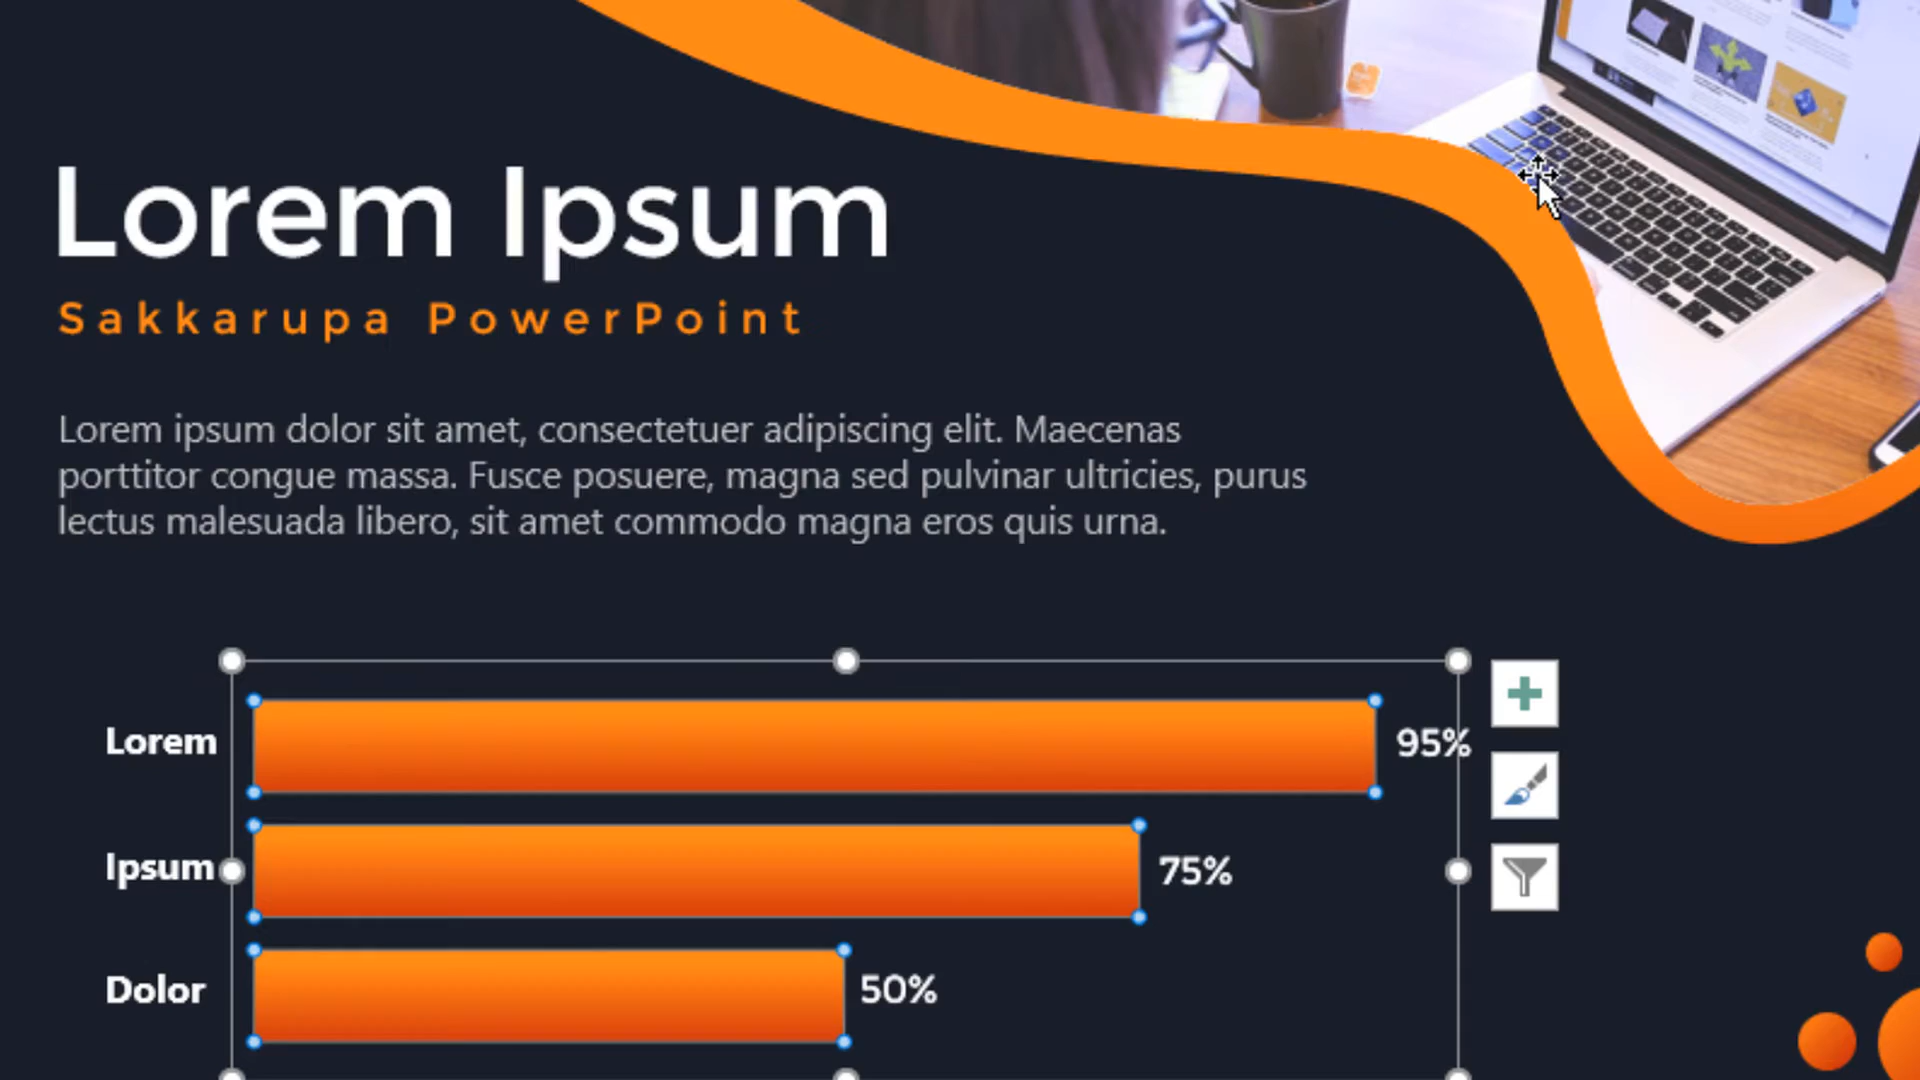 Lorem Ipsum
Sakkarupa PowerPoint
Lorem ipsum dolor sit amet, consectetuer adipiscing elit. Maecenas
porttitor congue massa. Fusce posuere, magna sed pulvinar ultricies, purus
lectus malesuada libero, sit amet commodo magna eros quis urna.
Lorem 95%
Ipsum 75%
Dolor 50%